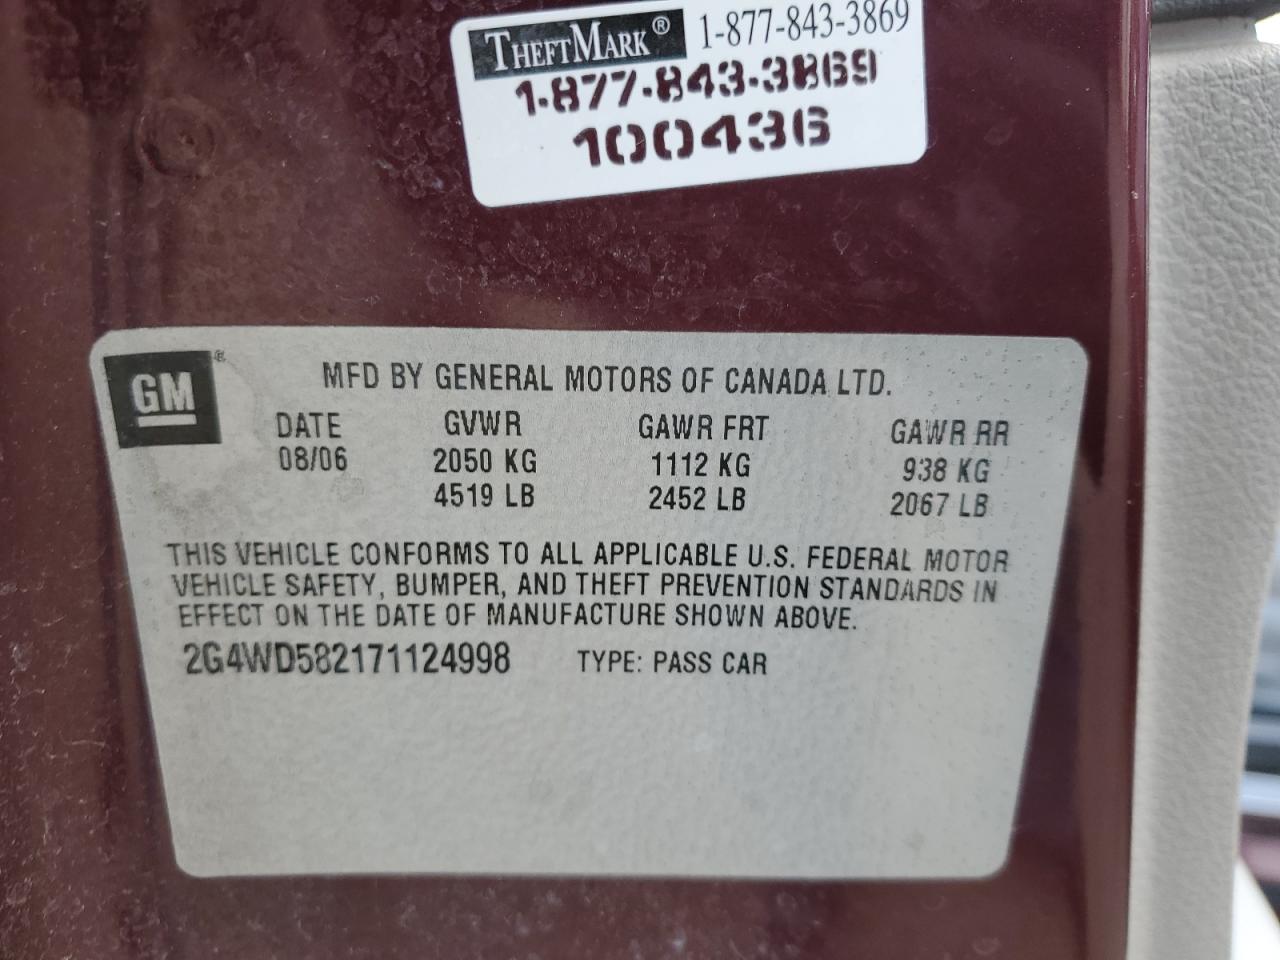 THEFTMARK® 1-877-843-3869
1-877-843-3869
100436
GM®
MFD BY GENERAL MOTORS OF CANADA LTD.
DATE GVWR GAWR FRT GAWR RR
08/06 2050 KG 1112 KG 938 KG
4519 LB 2452 LB 2067 LB
THIS VEHICLE CONFORMS TO ALL APPLICABLE U.S. FEDERAL MOTOR
VEHICLE SAFETY, BUMPER, AND THEFT PREVENTION STANDARDS IN
EFFECT ON THE DATE OF MANUFACTURE SHOWN ABOVE.
2G4WD582171124998 TYPE: PASS CAR